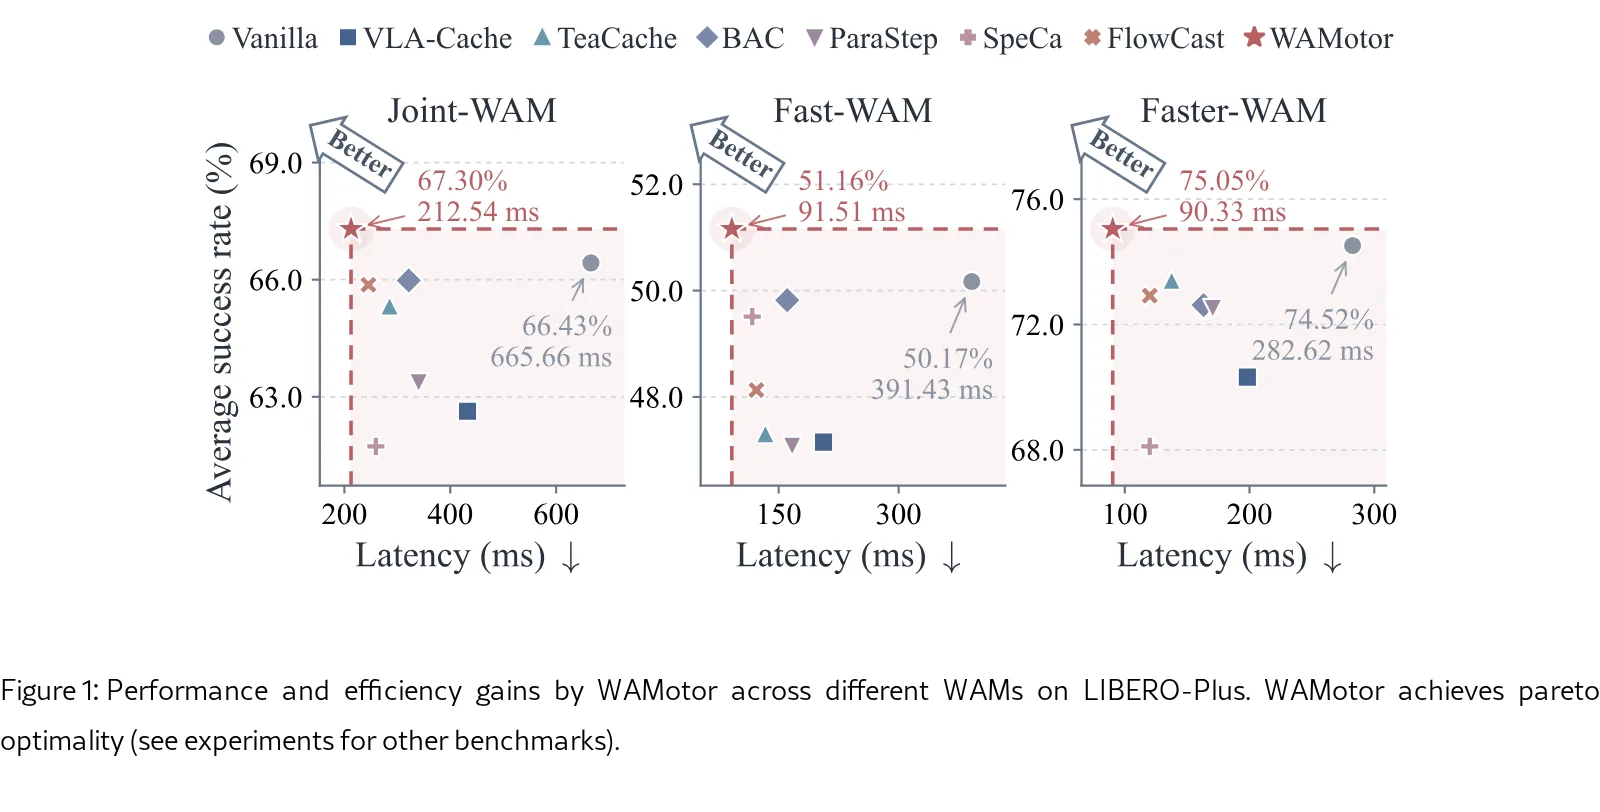 Vanilla VLA-Cache TeaCache BAC ParaStep SpeCa FlowCast WAMotor
Joint-WAM
Better
Average success rate (%)
69.0
66.0
63.0
67.30%
212.54 ms
66.43%
665.66 ms
200 400 600
Latency (ms) ↓
Fast-WAM
Better
52.0
50.0
48.0
51.16%
91.51 ms
50.17%
391.43 ms
150 300
Latency (ms) ↓
Faster-WAM
Better
76.0
72.0
68.0
75.05%
90.33 ms
74.52%
282.62 ms
100 200 300
Latency (ms) ↓
Figure 1: Performance and efficiency gains by WAMotor across different WAMs on LIBERO-Plus. WAMotor achieves pareto
optimality (see experiments for other benchmarks).